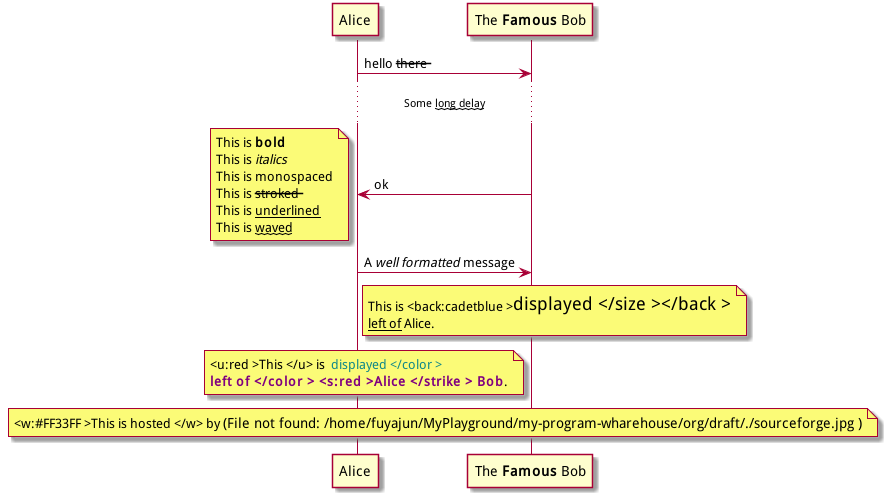 Alice The Famous Bob
hello there
Some long delay
This is bold
This is italics
This is monospaced
This is stroked
This is underlined
This is waved
ok
A well formatted message
This is <back:cadetblue >displayed </size ></back >
left of Alice.
<u:red >This </u> is displayed </color >
left of </color > <s:red >Alice </strike > Bob.
<w:#FF33FF >This is hosted </w> by (File not found: /home/fuyajun/MyPlayground/my-program-wharehouse/org/draft/./sourceforge.jpg )
Alice The Famous Bob